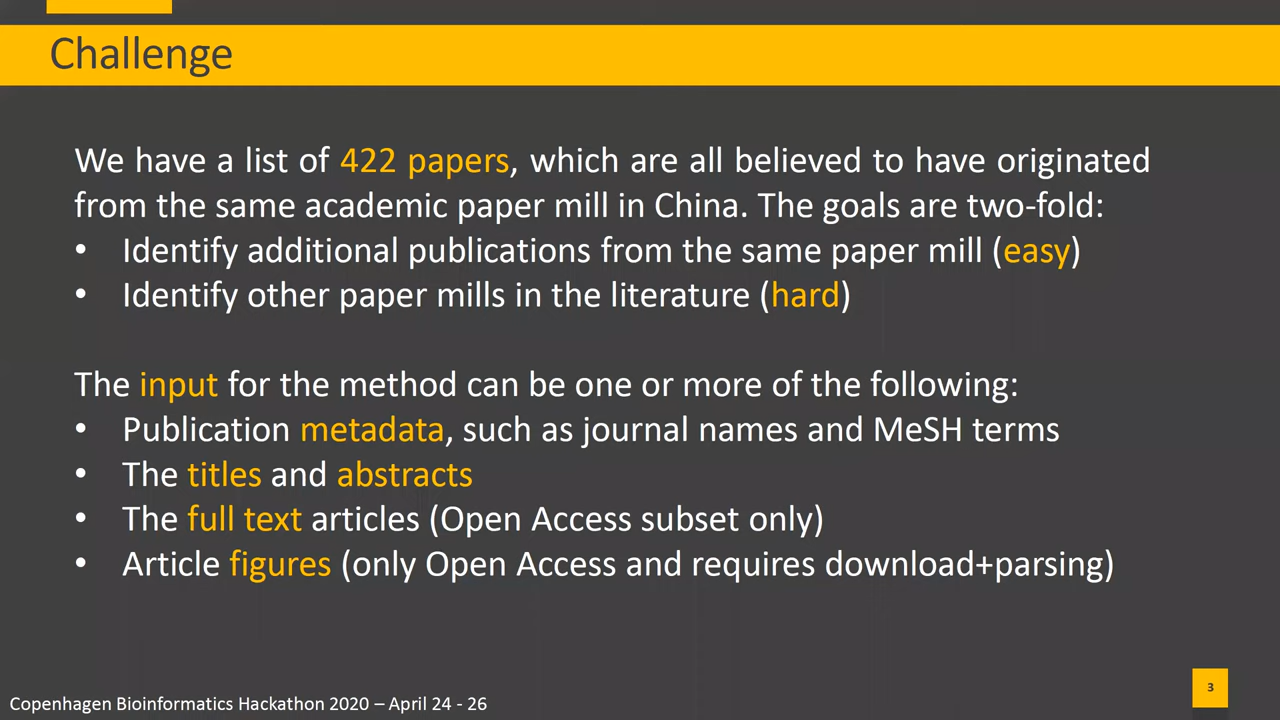 Challenge
We have a list of 422 papers, which are all believed to have originated
from the same academic paper mill in China. The goals are two-fold:
• Identify additional publications from the same paper mill (easy)
• Identify other paper mills in the literature (hard)
The input for the method can be one or more of the following:
• Publication metadata, such as journal names and MeSH terms
• The titles and abstracts
• The full text articles (Open Access subset only)
• Article figures (only Open Access and requires download+parsing)
3
Copenhagen Bioinformatics Hackathon 2020 – April 24 - 26